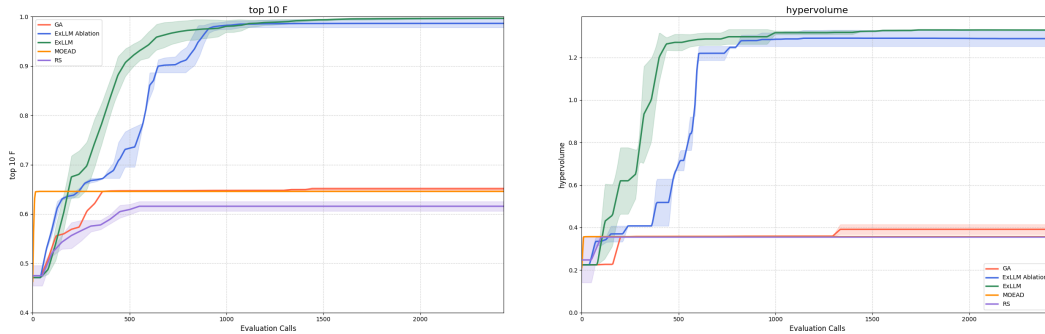 top 10 F
GA
ExLLM Ablation
ExLLM
MOEAD
RS
top 10 F
1.0
0.9
0.8
0.7
0.6
0.5
0.4
0
500
1000
1500
2000
Evaluation Calls
hypervolume
hypervolume
1.2
1.0
0.8
0.6
0.4
0.2
0.0
GA
ExLLM Ablation
ExLLM
MOEAD
RS
0
500
1000
1500
2000
Evaluation Calls